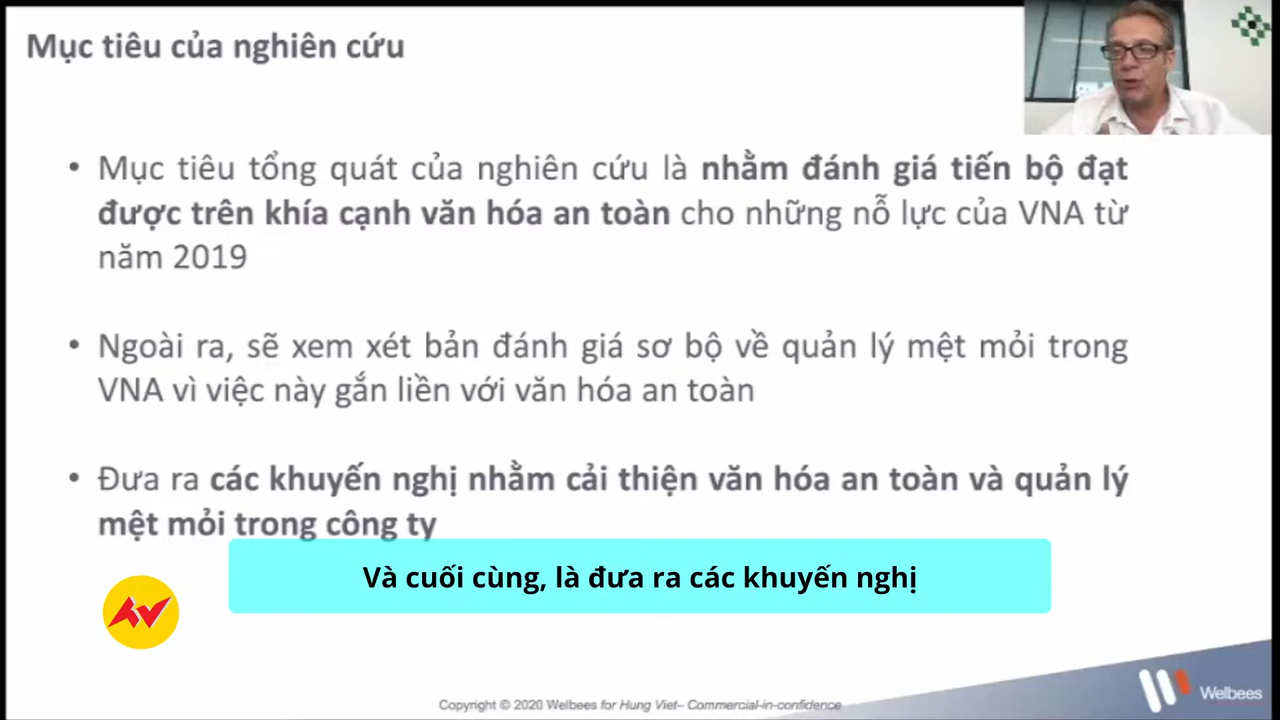 Mục tiêu của nghiên cứu
• Mục tiêu tổng quát của nghiên cứu là nhằm đánh giá tiến bộ đạt
được trên khía cạnh văn hóa an toàn cho những nỗ lực của VNA từ
năm 2019
• Ngoài ra, sẽ xem xét bản đánh giá sơ bộ về quản lý mệt mỏi trong
VNA vì việc này gắn liền với văn hóa an toàn
• Đưa ra các khuyến nghị nhằm cải thiện văn hóa an toàn và quản lý
mệt mỏi trong công ty
Và cuối cùng, là đưa ra các khuyến nghị
Copyright © 2020 Welbees for Hung Viet– Commercial-in-confidence
Welbees